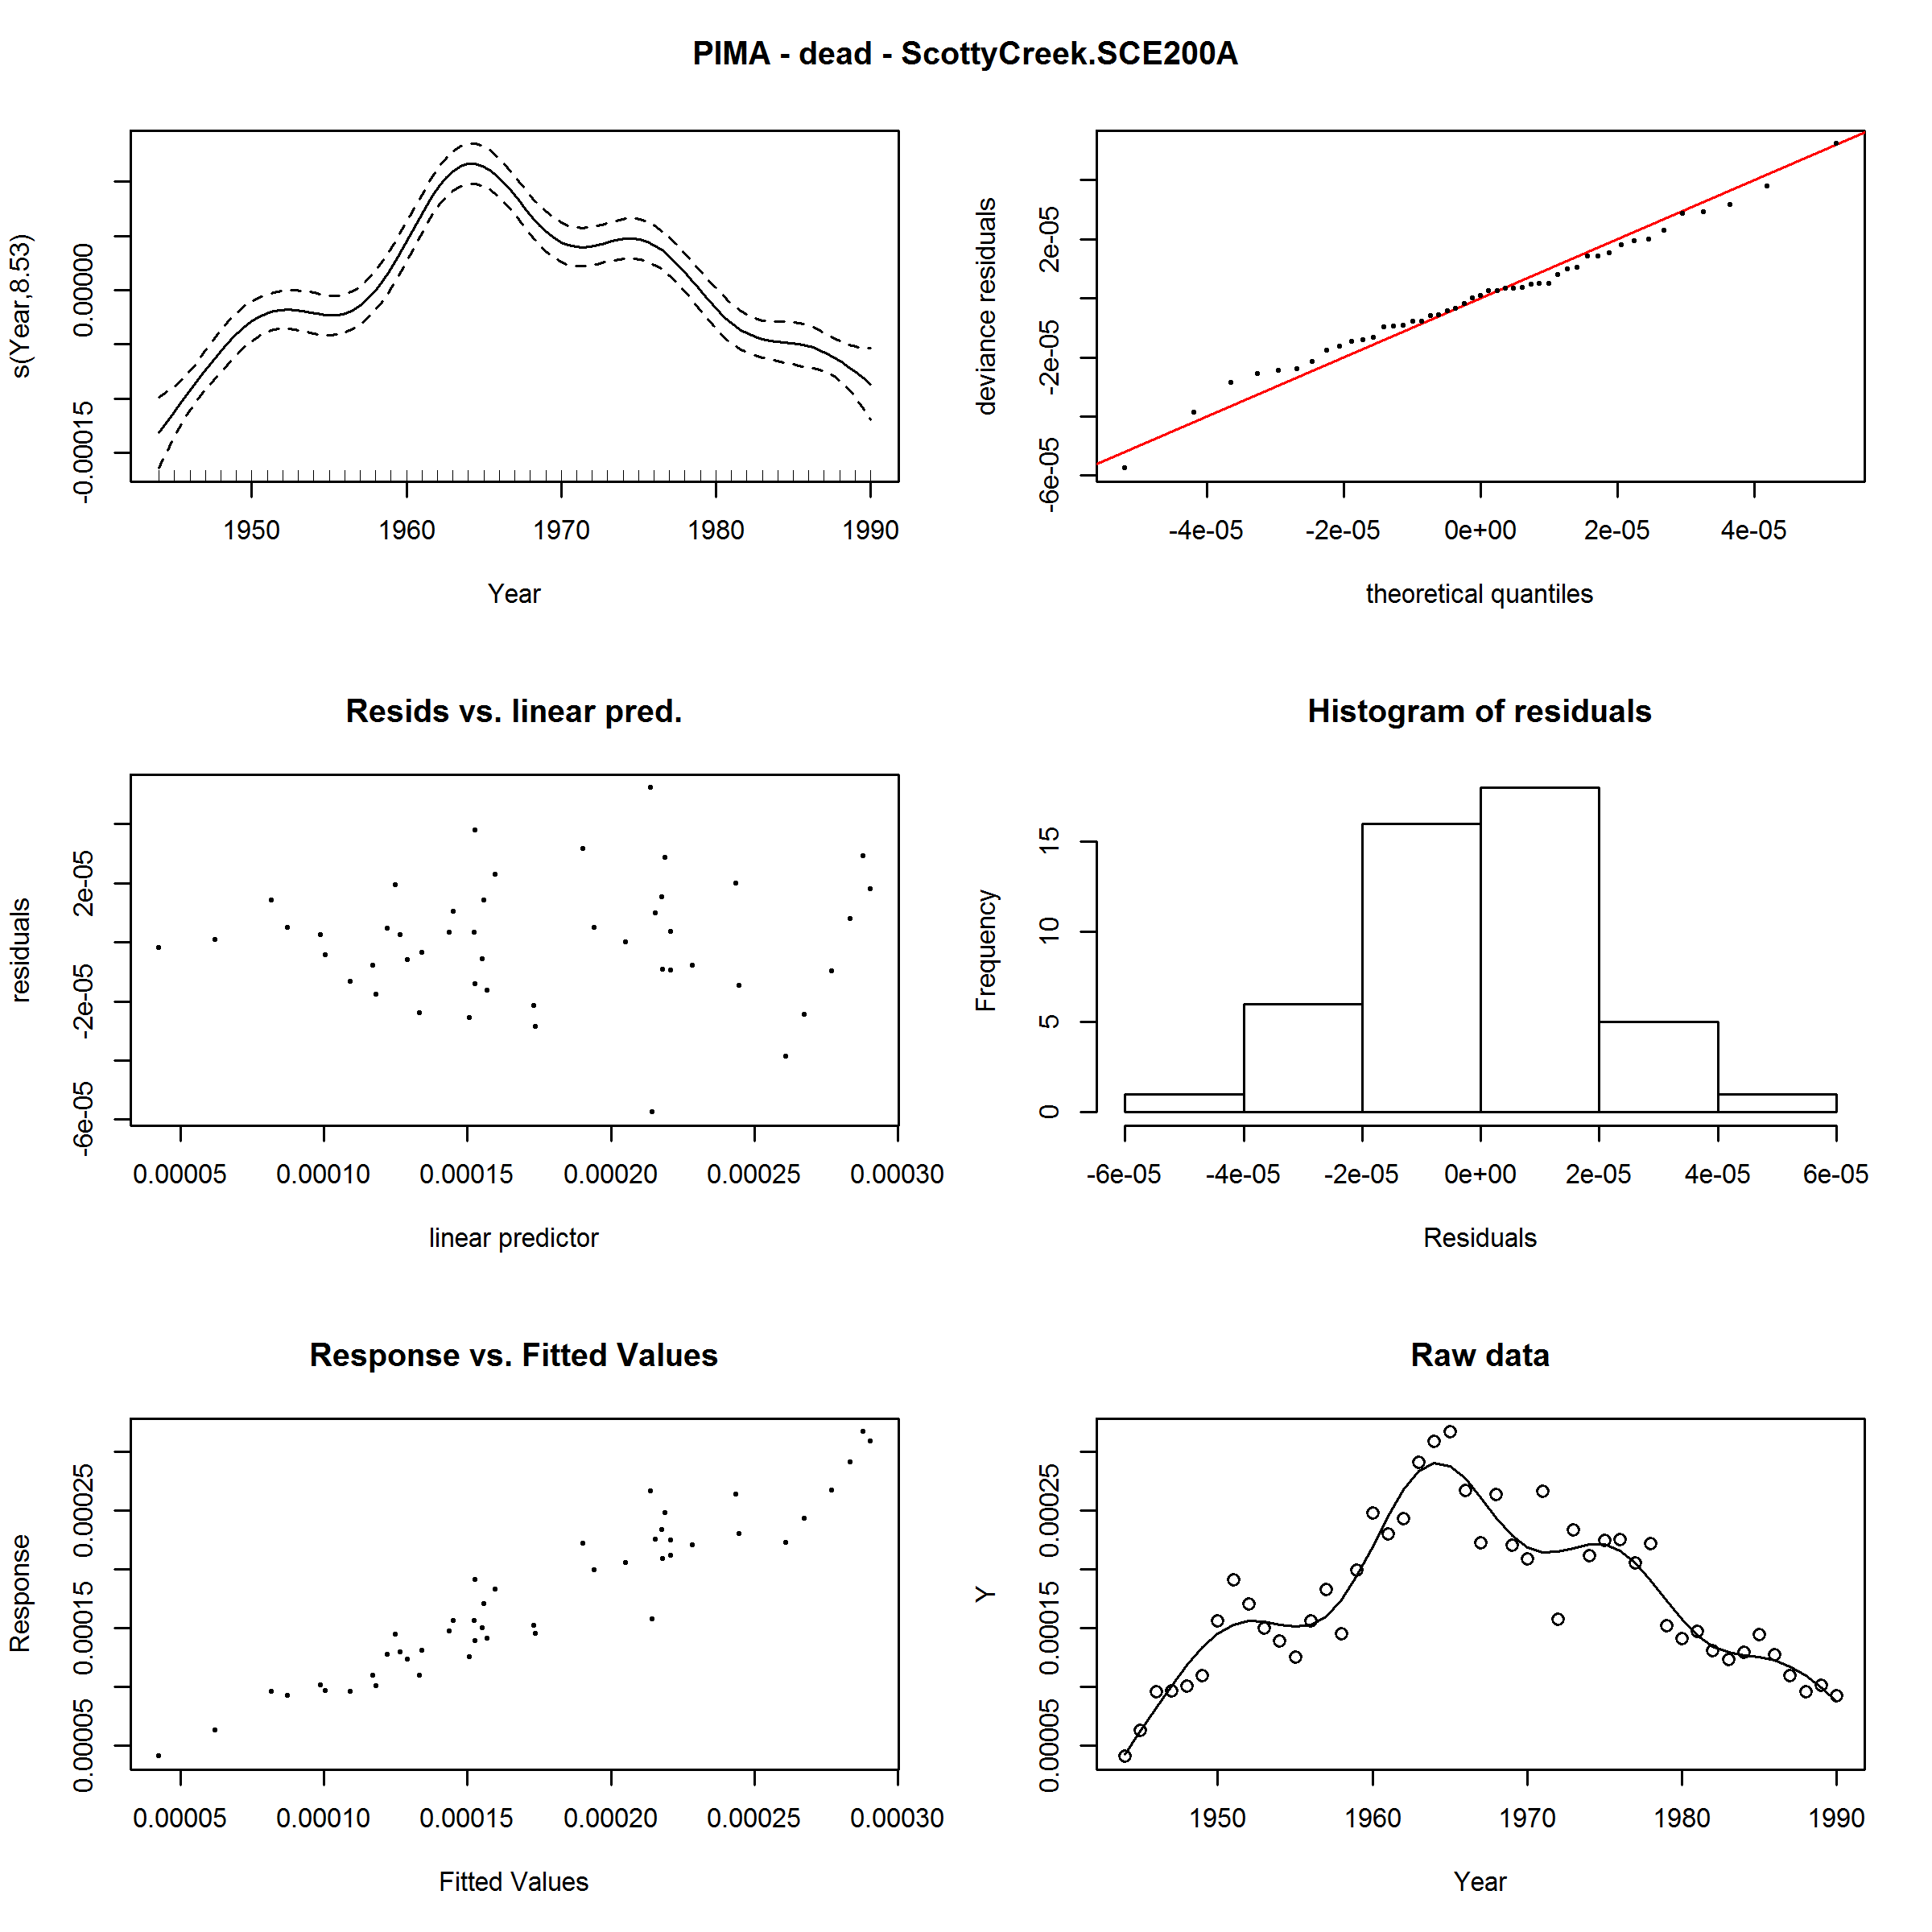 PIMA - dead - ScottyCreek.SCE200A
s(Year,8.53)
-0.00015 0.00000
1950 1960 1970 1980 1990
Year
deviance residuals
-6e-05 -2e-05 2e-05
-4e-05 -2e-05 0e+00 2e-05 4e-05
theoretical quantiles
Resids vs. linear pred.
residuals
-6e-05 -2e-05 2e-05
0.00005 0.00010 0.00015 0.00020 0.00025 0.00030
linear predictor
Histogram of residuals
Frequency
0 5 10 15
-6e-05 -4e-05 -2e-05 0e+00 2e-05 4e-05 6e-05
Residuals
Response vs. Fitted Values
Response
0.00005 0.00015 0.00025
0.00005 0.00010 0.00015 0.00020 0.00025 0.00030
Fitted Values
Raw data
Y
0.00005 0.00015 0.00025
1950 1960 1970 1980 1990
Year